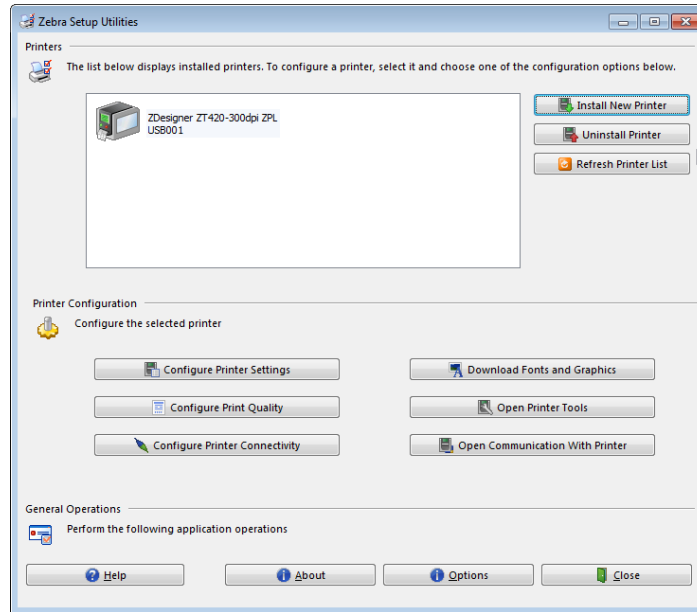 Zebra Setup Utilities
Printers
The list below displays installed printers. To configure a printer, select it and choose one of the configuration options below.
ZDesigner ZT420-300dpi ZPL
USB001
Install New Printer
Uninstall Printer
Refresh Printer List
Printer Configuration
Configure the selected printer
Configure Printer Settings
Download Fonts and Graphics
Configure Print Quality
Open Printer Tools
Configure Printer Connectivity
Open Communication With Printer
General Operations
Perform the following application operations
Help
About
Options
Close